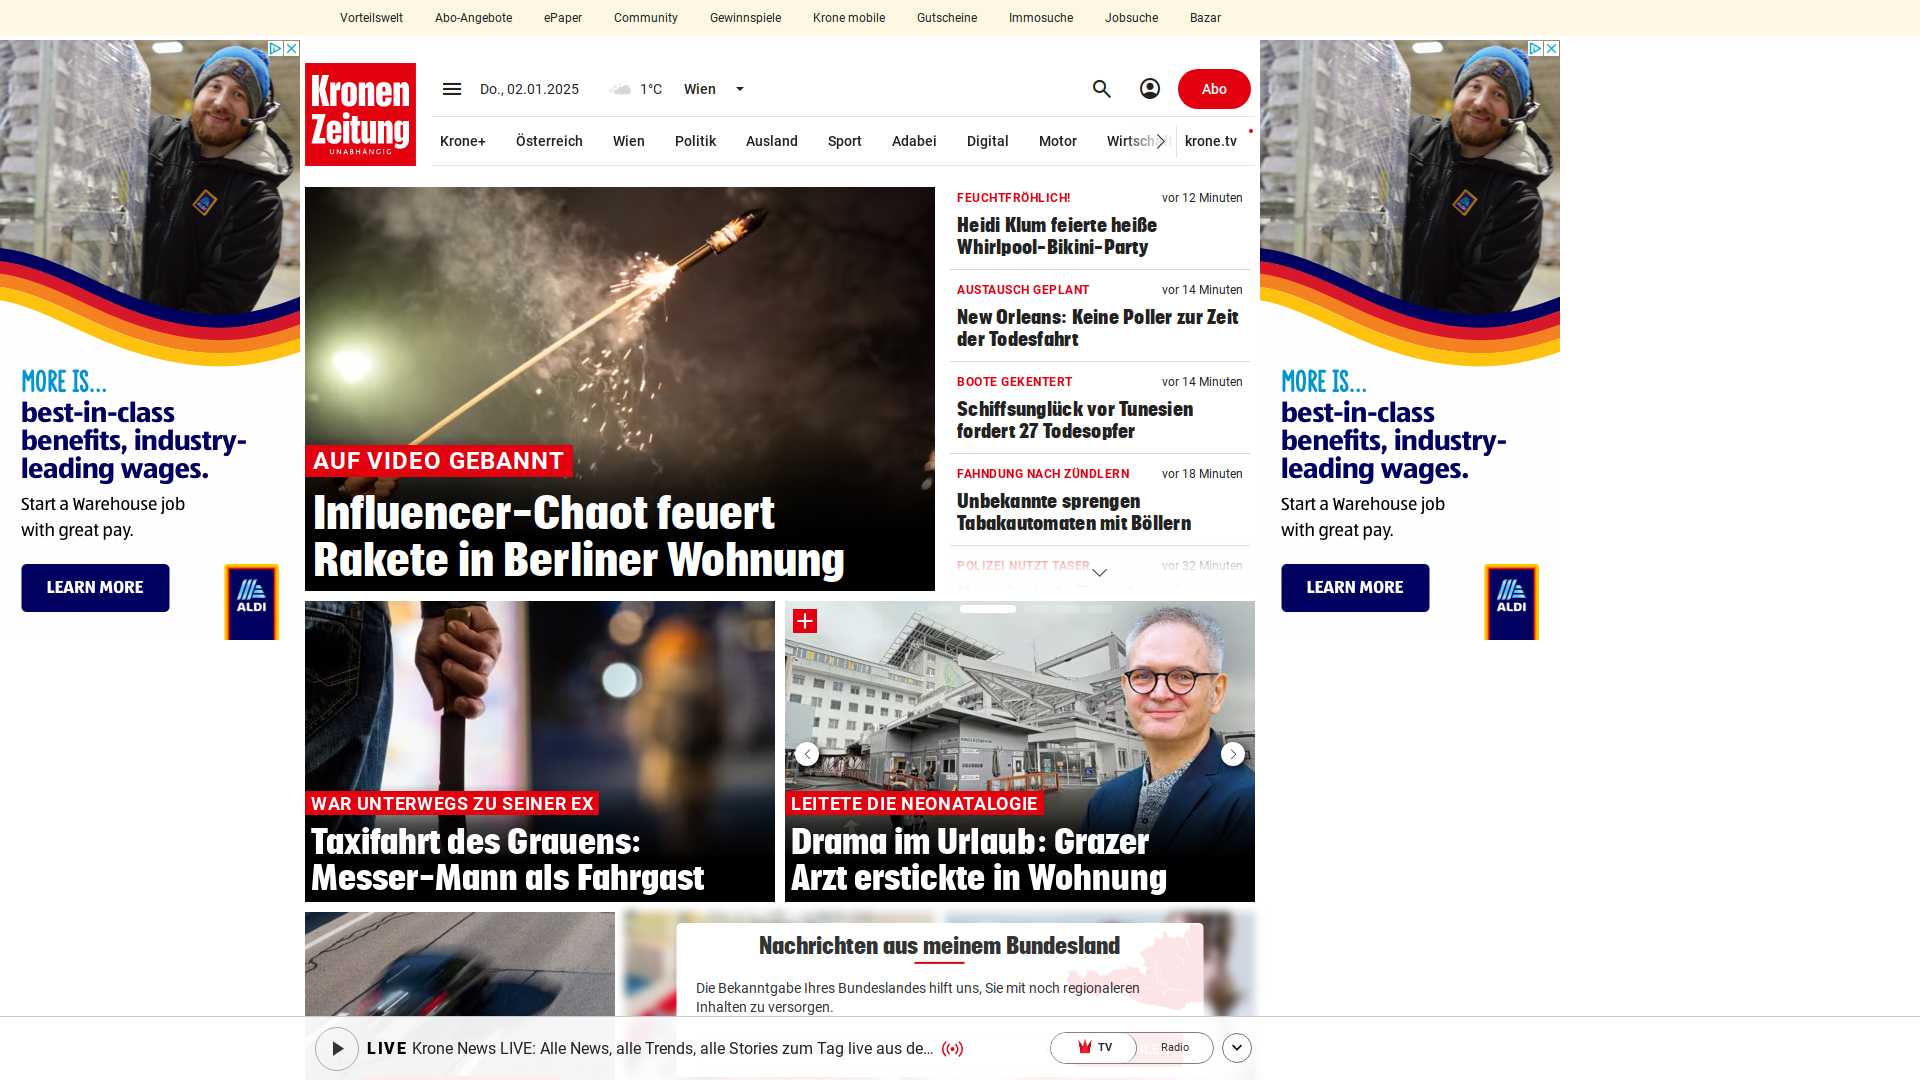 Vorteilswelt
Abo-Angebote
ePaper
Community
Gewinnspiele
Krone mobile
Gutscheine
Immosuche
Jobsuche
Bazar
Kronen
Zeitung
UNABHÄNGIG
Do., 02.01.2025
1°C
Wien
Abo
Krone+
Österreich
Wien
Politik
Ausland
Sport
Adabei
Digital
Motor
Wirtschaft
krone.tv
MORE IS...
best-in-class
benefits, industry-
leading wages.
Start a Warehouse job
with great pay.
LEARN MORE
ALDI
AUF VIDEO GEBANNT
Influencer-Chaot feuert
Rakete in Berliner Wohnung
FEUCHTFRÖHLICH!
vor 12 Minuten
Heidi Klum feierte heiße
Whirlpool-Bikini-Party
AUSTAUSCH GEPLANT
vor 14 Minuten
New Orleans: Keine Poller zur Zeit
der Todesfahrt
BOOTE GEKENTERT
vor 14 Minuten
Schiffsunglück vor Tunesien
fordert 27 Todesopfer
FAHNDUNG NACH ZÜNDLERN
vor 18 Minuten
Unbekannte sprengen
Tabakautomaten mit Böllern
POLIZEI NUTZT TASER
vor 32 Minuten
MORE IS...
best-in-class
benefits, industry-
leading wages.
Start a Warehouse job
with great pay.
LEARN MORE
ALDI
WAR UNTERWEGS ZU SEINER EX
Taxifahrt des Grauens:
Messer-Mann als Fahrgast
LEITETE DIE NEONATALOGIE
Drama im Urlaub: Grazer
Arzt erstickte in Wohnung
Nachrichten aus meinem Bundesland
Die Bekanntgabe Ihres Bundeslandes hilft uns, Sie mit noch regionaleren
Inhalten zu versorgen.
LIVE Krone News LIVE: Alle News, alle Trends, alle Stories zum Tag live aus de...
TV
Radio